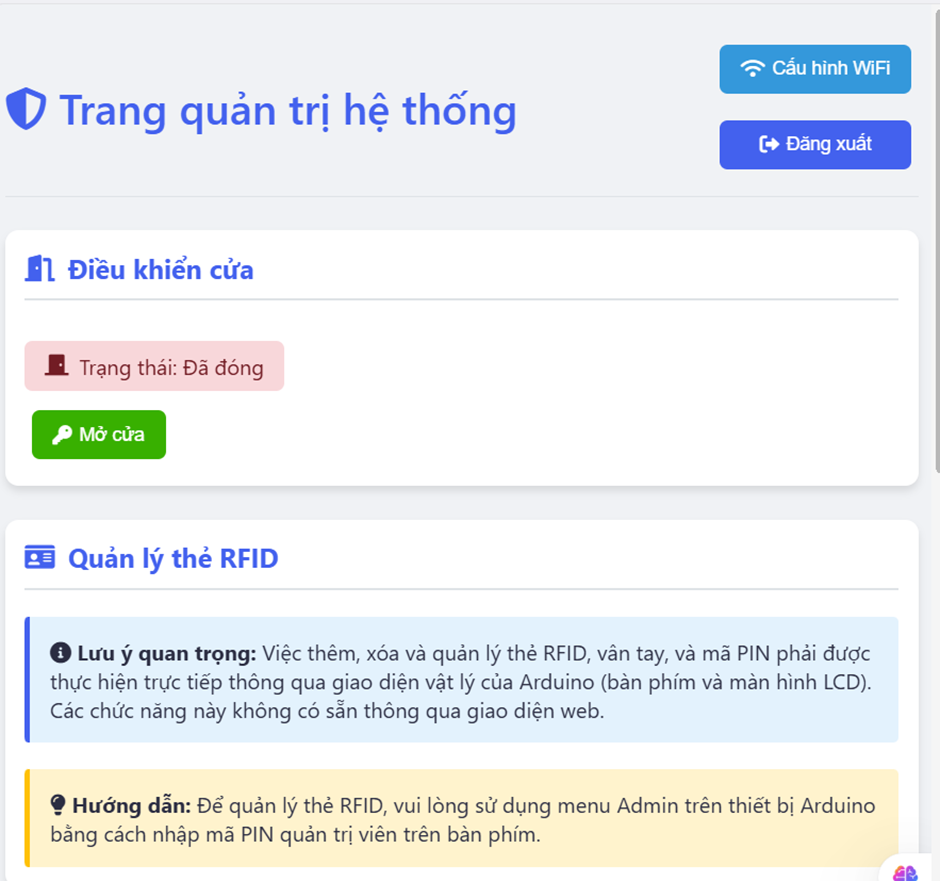 Cấu hình WiFi
Trang quản trị hệ thống
Đăng xuất
Điều khiển cửa
Trạng thái: Đã đóng
Mở cửa
Quản lý thẻ RFID
Lưu ý quan trọng: Việc thêm, xóa và quản lý thẻ RFID, vân tay, và mã PIN phải được
thực hiện trực tiếp thông qua giao diện vật lý của Arduino (bàn phím và màn hình LCD).
Các chức năng này không có sẵn thông qua giao diện web.
Hướng dẫn: Để quản lý thẻ RFID, vui lòng sử dụng menu Admin trên thiết bị Arduino
bằng cách nhập mã PIN quản trị viên trên bàn phím.